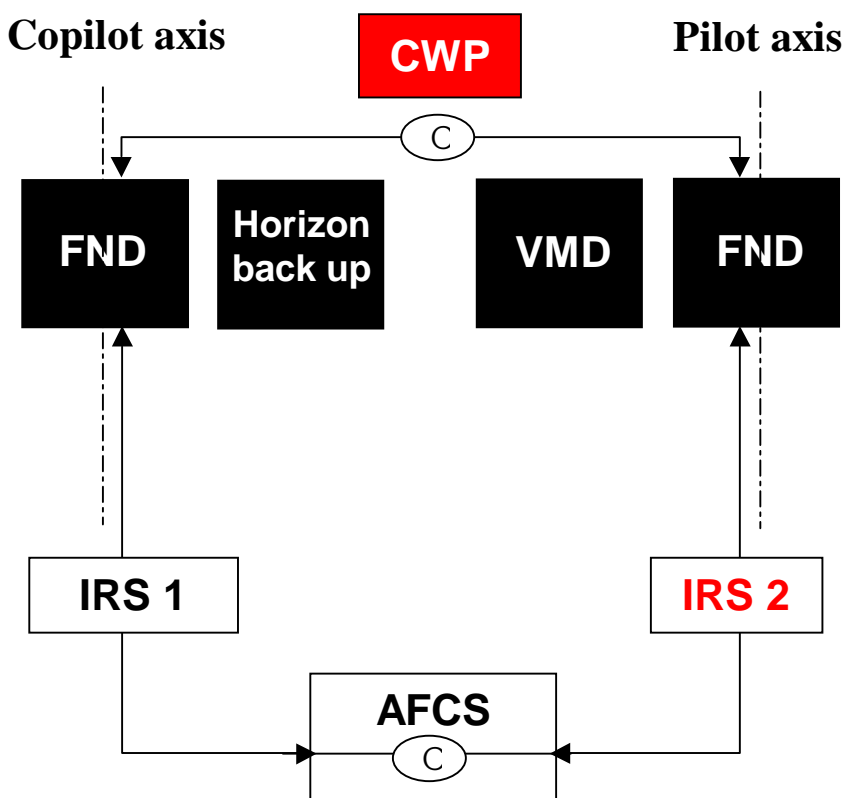 Copilot axis
CWP
Pilot axis
C
FND
Horizon
back up
VMD
FND
IRS 1
IRS 2
AFCS
C